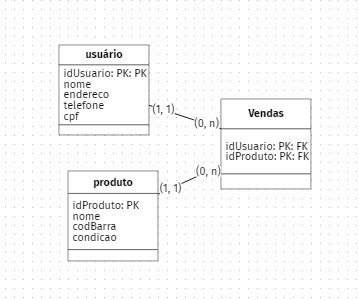 usuário
idUsuario: PK: PK
nome
endereco
telefone
cpf
(1, 1)
(0, n)
Vendas
idUsuario: PK: FK
idProduto: PK: FK
(0, n)
(1, 1)
produto
idProduto: PK
nome
codBarra
condicao